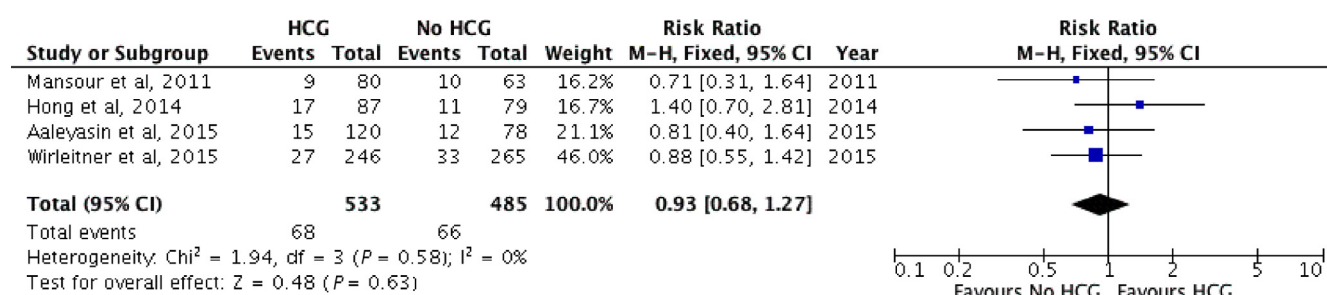 HCG No HCG Risk Ratio Risk Ratio
Study or Subgroup Events Total Events Total Weight M-H, Fixed, 95% CI Year M-H, Fixed, 95% CI
Mansour et al, 2011 9 80 10 63 16.2% 0.71 [0.31, 1.64] 2011
Hong et al, 2014 17 87 11 79 16.7% 1.40 [0.70, 2.81] 2014
Aaleyasin et al, 2015 15 120 12 78 21.1% 0.81 [0.40, 1.64] 2015
Wirleitner et al, 2015 27 246 33 265 46.0% 0.88 [0.55, 1.42] 2015
Total (95% CI) 533 485 100.0% 0.93 [0.68, 1.27]
Total events 68 66
Heterogeneity: Chi² = 1.94, df = 3 (P = 0.58); I² = 0%
Test for overall effect: Z = 0.48 (P = 0.63)
0.1 0.2 0.5 1 2 5 10
Favours No HCG Favours HCG